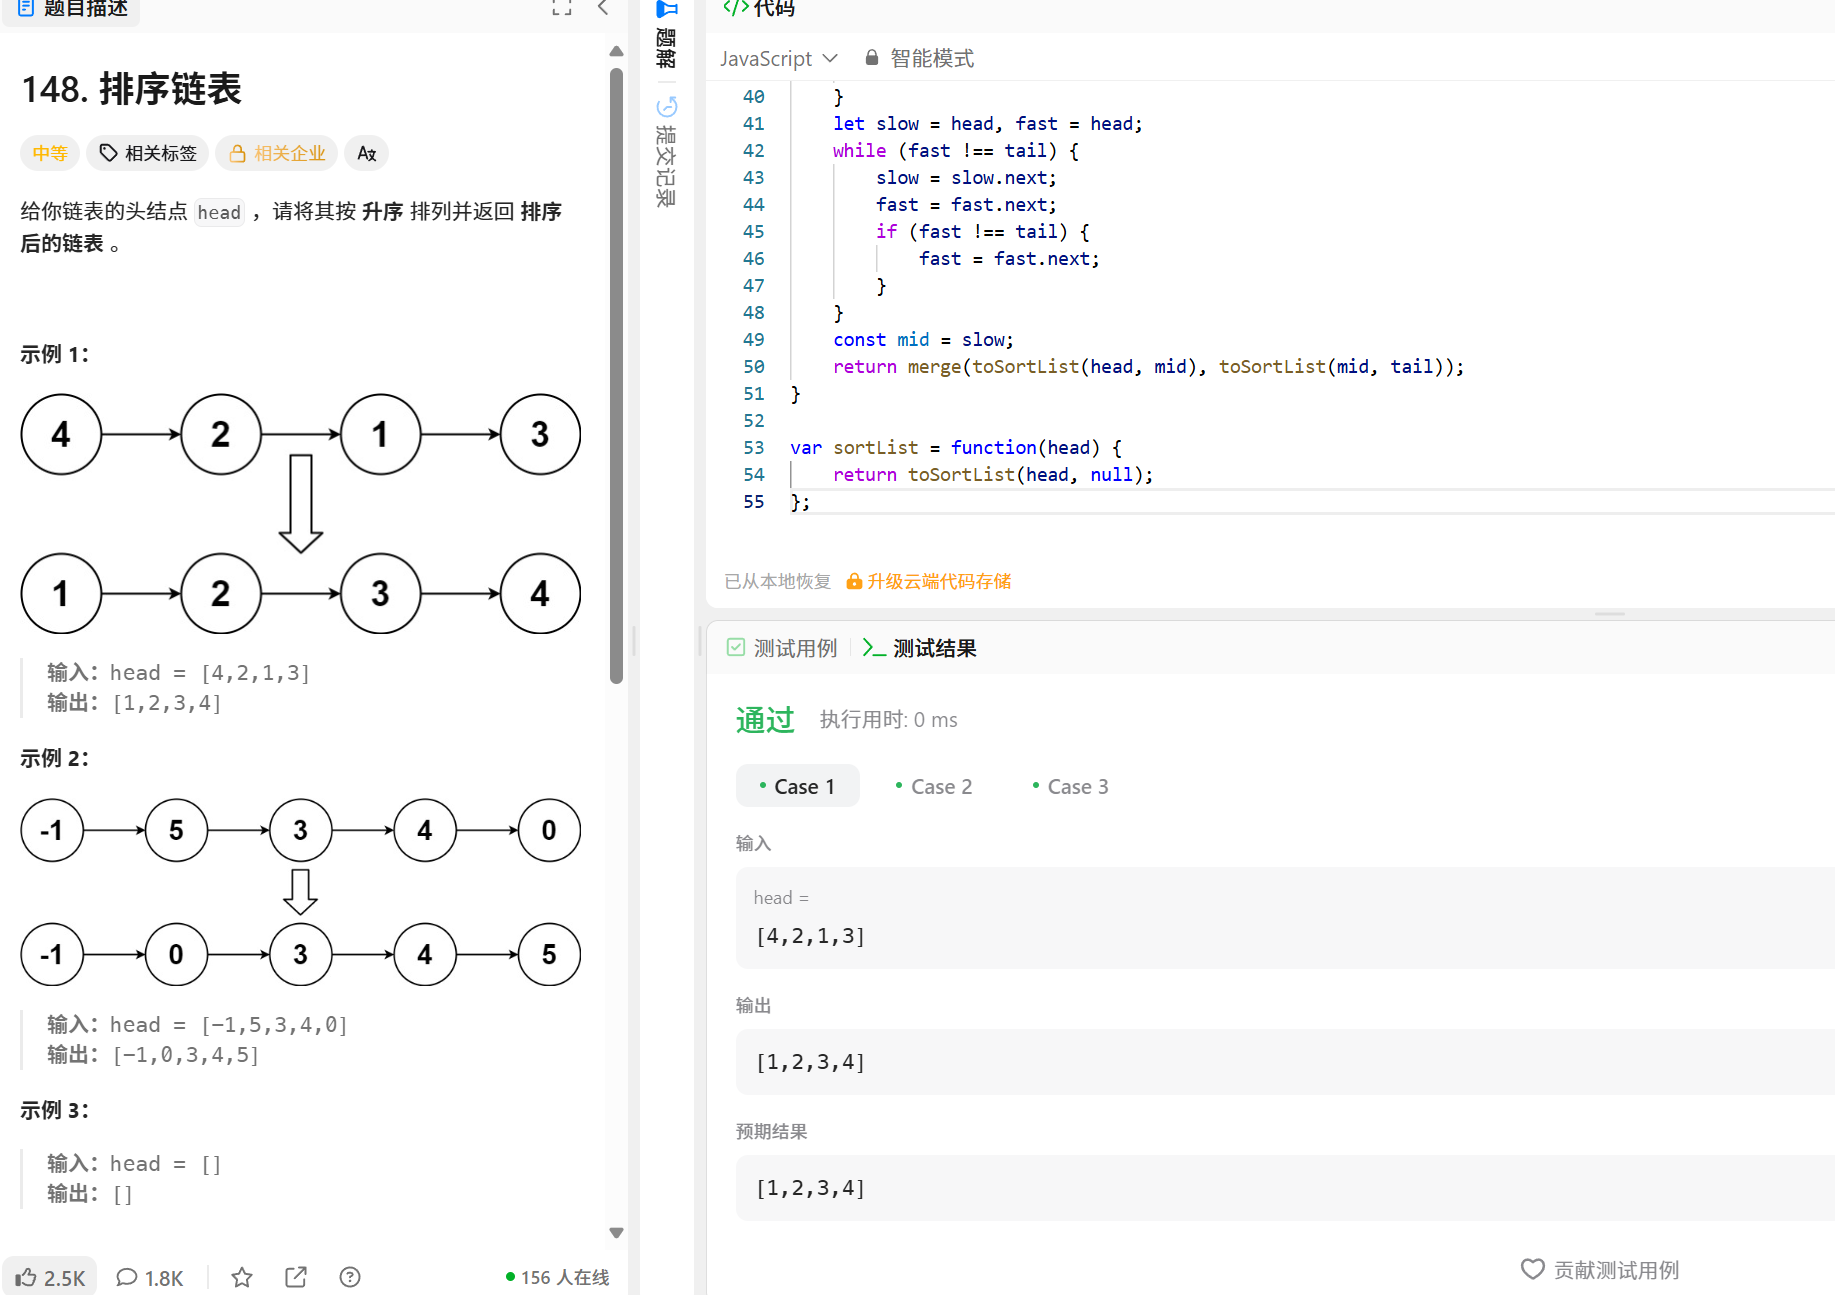 题目描述
148. 排序链表
中等
相关标签
相关企业
给你链表的头结点 head ，请将其按 升序 排列并返回 排序
后的链表 。
示例 1：
4 2 1 3
1 2 3 4
输入：head = [4,2,1,3]
输出：[1,2,3,4]
示例 2：
-1 5 3 4 0
-1 0 3 4 5
输入：head = [-1,5,3,4,0]
输出：[-1,0,3,4,5]
示例 3：
输入：head = []
输出：[]
2.5K
1.8K
156 人在线
题解
提交记录
</> 代码
JavaScript
智能模式
40 }
41 let slow = head, fast = head;
42 while (fast !== tail) {
43 slow = slow.next;
44 fast = fast.next;
45 if (fast !== tail) {
46 fast = fast.next;
47 }
48 }
49 const mid = slow;
50 return merge(toSortList(head, mid), toSortList(mid, tail));
51 }
52
53 var sortList = function(head) {
54 return toSortList(head, null);
55 };
已从本地恢复
升级云端代码存储
测试用例
测试结果
通过
执行用时: 0 ms
Case 1
Case 2
Case 3
输入
head =
[4,2,1,3]
输出
[1,2,3,4]
预期结果
[1,2,3,4]
贡献测试用例